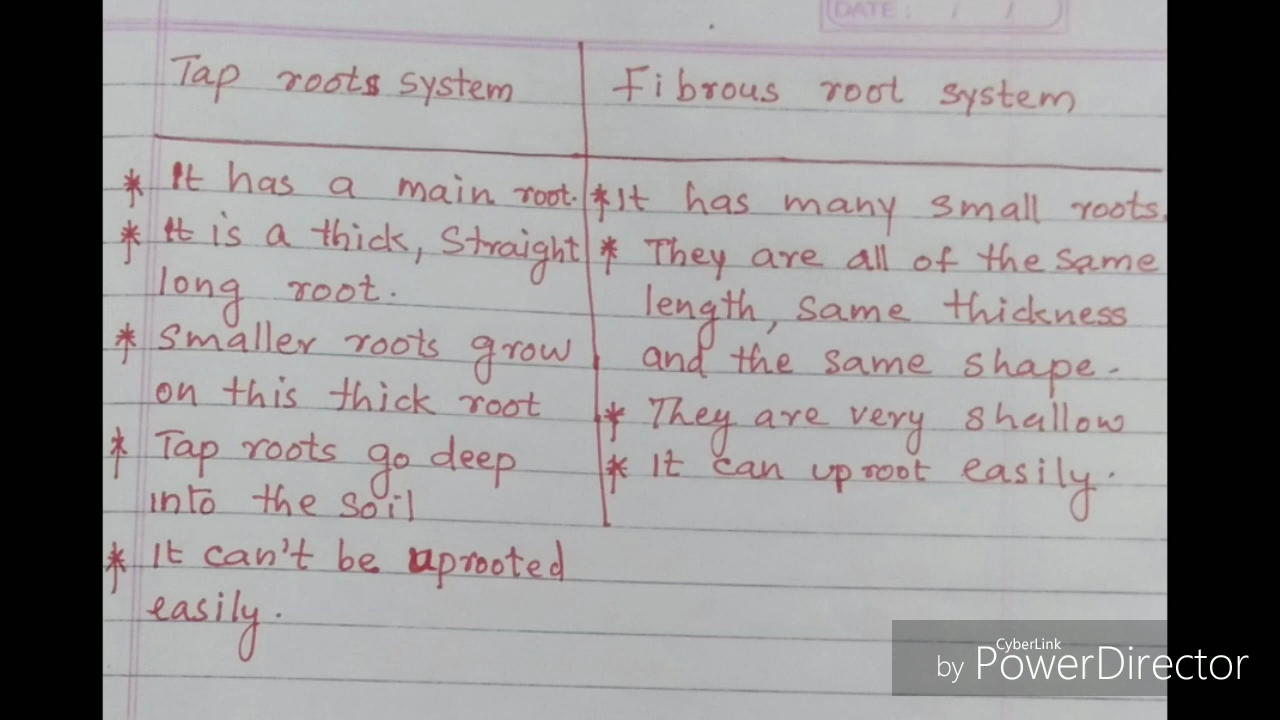 DATE: / /
Tap roots system
Fibrous root system
* It has a main root.
* It is a thick, Straight
long root.
* Smaller roots grow
on this thick root
* Tap roots go deep
into the soil
* It can't be uprooted
easily.
* It has many small roots.
* They are all of the same
length, same thickness
and the same shape.
* They are very shallow
* It can uproot easily.
CyberLink
by PowerDirector